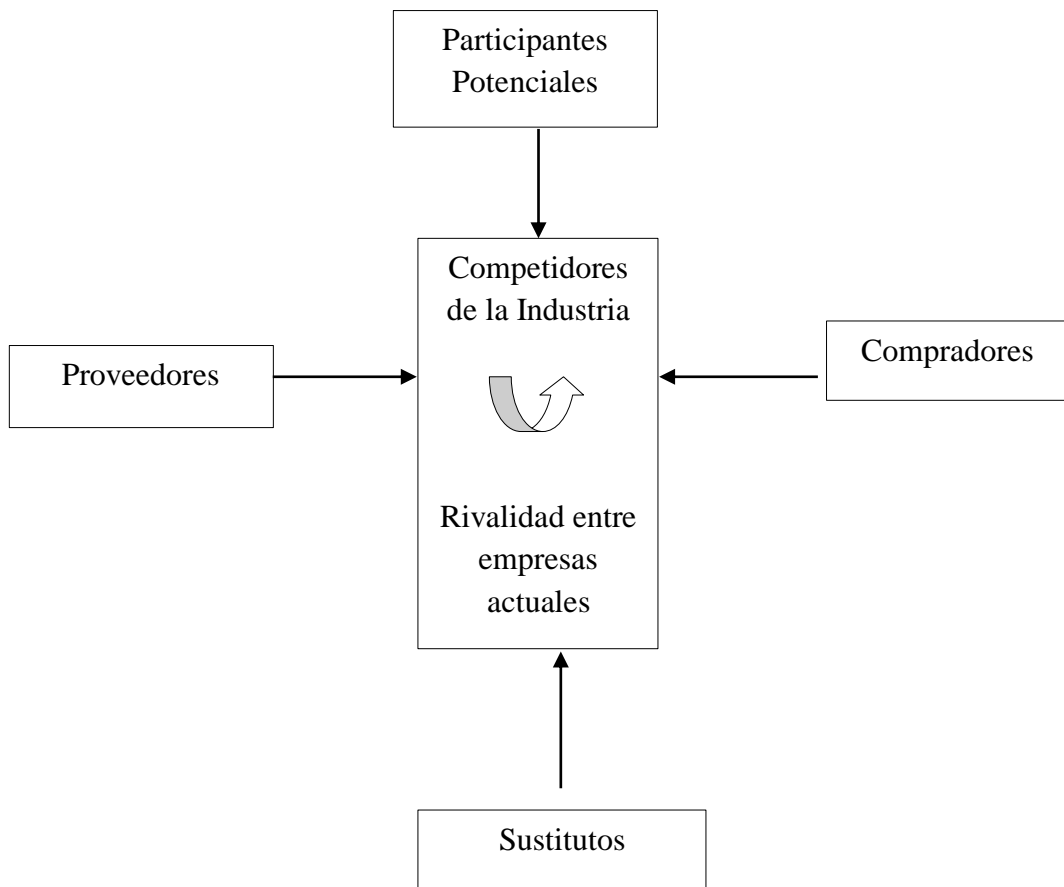 Participantes
Potenciales
Competidores
de la Industria
Proveedores
Compradores
Rivalidad entre
empresas
actuales
Sustitutos